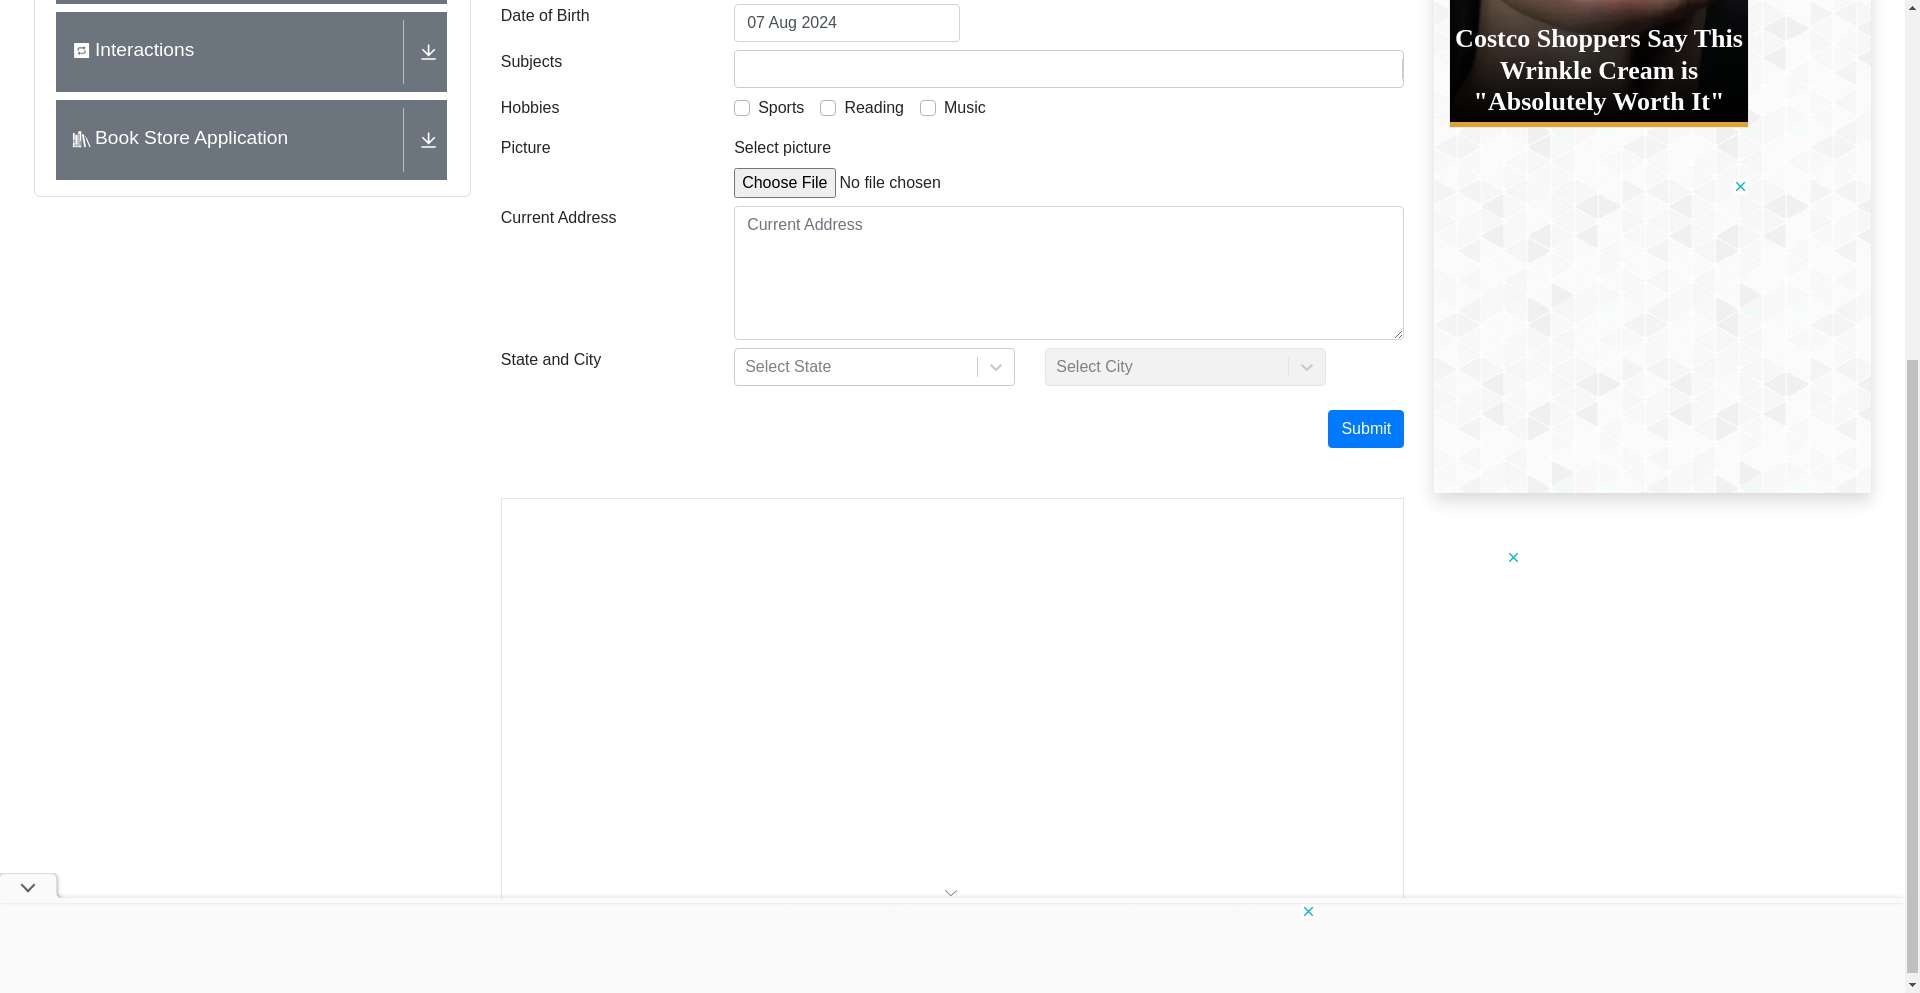 Interactions
Book Store Application
Date of Birth
07 Aug 2024
Subjects
Hobbies
Sports
Reading
Music
Picture
Select picture
Choose File
No file chosen
Current Address
Current Address
State and City
Select State
Select City
Submit
Costco Shoppers Say This
Wrinkle Cream is
"Absolutely Worth It"